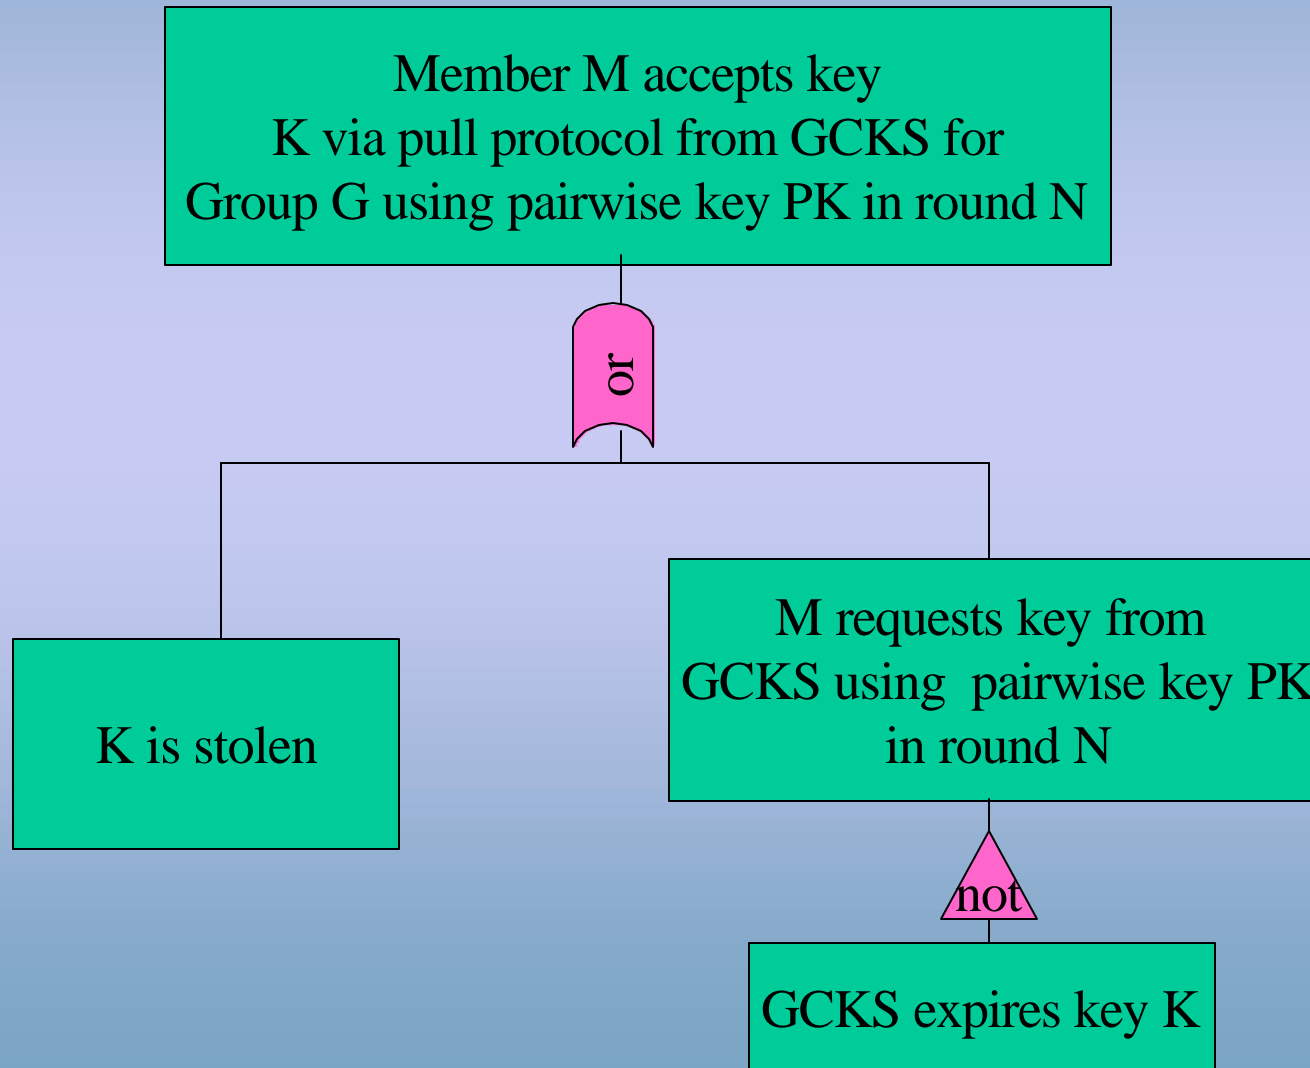 Member M accepts key
K via pull protocol from GCKS for
Group G using pairwise key PK in round N
or
M requests key from
GCKS using pairwise key PK
in round N
K is stolen
not
GCKS expires key K